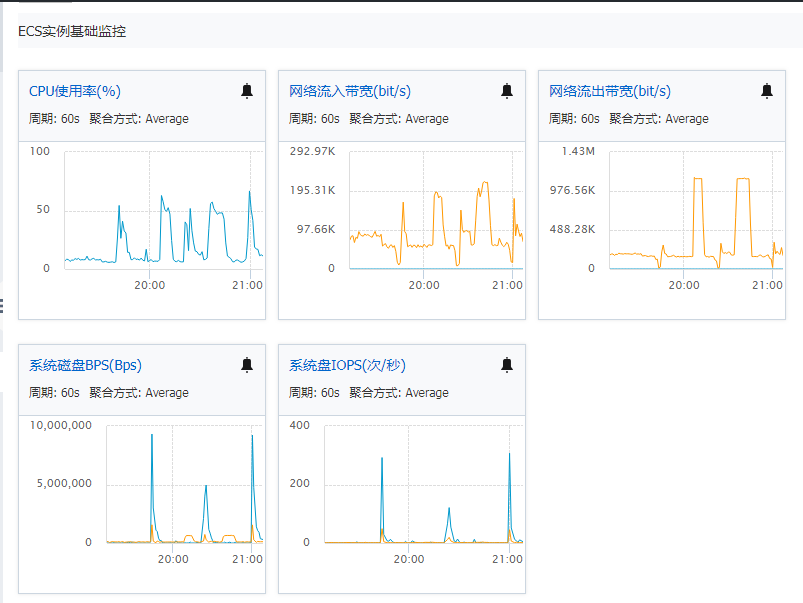 ECS实例基础监控
CPU使用率(%)
周期: 60s 聚合方式: Average
100
50
0
20:00
21:00
网络流入带宽(bit/s)
周期: 60s 聚合方式: Average
292.97K
195.31K
97.66K
0
20:00
21:00
网络流出带宽(bit/s)
周期: 60s 聚合方式: Average
1.43M
976.56K
488.28K
0
20:00
21:00
系统磁盘BPS(Bps)
周期: 60s 聚合方式: Average
10,000,000
5,000,000
0
20:00
21:00
系统盘IOPS(次/秒)
周期: 60s 聚合方式: Average
400
200
0
20:00
21:00